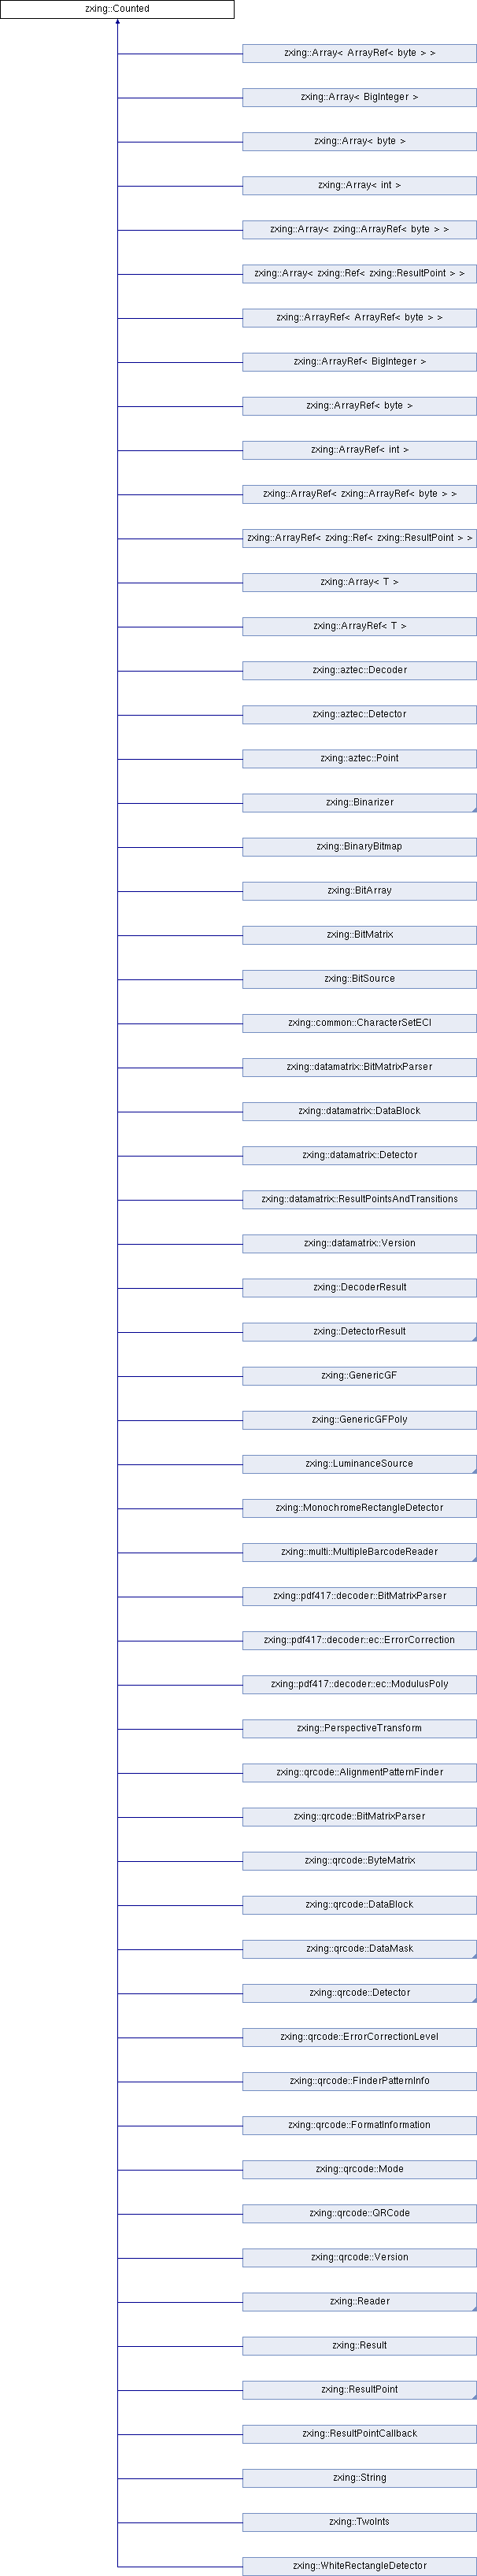 zxing::Counted
zxing::Array< ArrayRef< byte > >
zxing::Array< BigInteger >
zxing::Array< byte >
zxing::Array< int >
zxing::Array< zxing::ArrayRef< byte > >
zxing::Array< zxing::Ref< zxing::ResultPoint > >
zxing::ArrayRef< ArrayRef< byte > >
zxing::ArrayRef< BigInteger >
zxing::ArrayRef< byte >
zxing::ArrayRef< int >
zxing::ArrayRef< zxing::ArrayRef< byte > >
zxing::ArrayRef< zxing::Ref< zxing::ResultPoint > >
zxing::Array< T >
zxing::ArrayRef< T >
zxing::aztec::Decoder
zxing::aztec::Detector
zxing::aztec::Point
zxing::Binarizer
zxing::BinaryBitmap
zxing::BitArray
zxing::BitMatrix
zxing::BitSource
zxing::common::CharacterSetECI
zxing::datamatrix::BitMatrixParser
zxing::datamatrix::DataBlock
zxing::datamatrix::Detector
zxing::datamatrix::ResultPointsAndTransitions
zxing::datamatrix::Version
zxing::DecoderResult
zxing::DetectorResult
zxing::GenericGF
zxing::GenericGFPoly
zxing::LuminanceSource
zxing::MonochromeRectangleDetector
zxing::multi::MultipleBarcodeReader
zxing::pdf417::decoder::BitMatrixParser
zxing::pdf417::decoder::ec::ErrorCorrection
zxing::pdf417::decoder::ec::ModulusPoly
zxing::PerspectiveTransform
zxing::qrcode::AlignmentPatternFinder
zxing::qrcode::BitMatrixParser
zxing::qrcode::ByteMatrix
zxing::qrcode::DataBlock
zxing::qrcode::DataMask
zxing::qrcode::Detector
zxing::qrcode::ErrorCorrectionLevel
zxing::qrcode::FinderPatternInfo
zxing::qrcode::FormatInformation
zxing::qrcode::Mode
zxing::qrcode::QRCode
zxing::qrcode::Version
zxing::Reader
zxing::Result
zxing::ResultPoint
zxing::ResultPointCallback
zxing::String
zxing::TwoInts
zxing::WhiteRectangleDetector